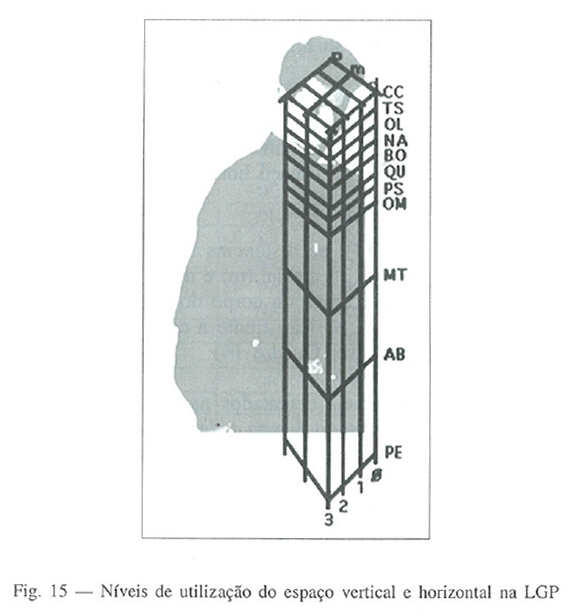 p
m
d
CC
TS
OL
NA
BO
QU
PS
OM
MT
AB
PE
Ø
1
2
3
Fig. 15 — Níveis de utilização do espaço vertical e horizontal na LGP